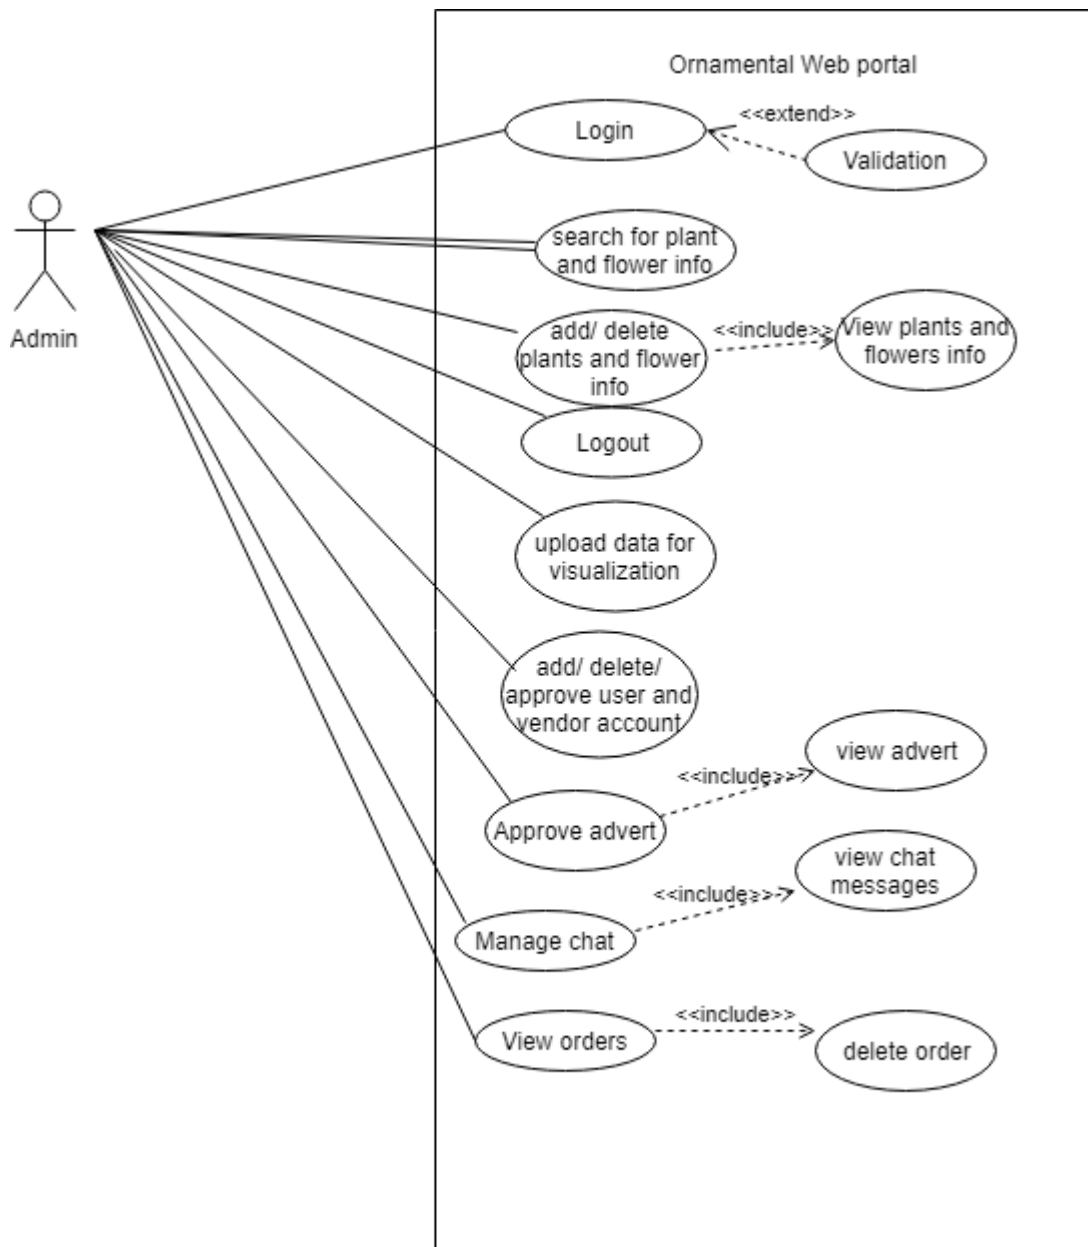 Ornamental Web portal
<<extend>>
Login
Validation
search for plant
and flower info
Admin
add/ delete
plants and flower
info
<<include>>
View plants and
flowers info
Logout
upload data for
visualization
add/ delete/
approve user and
vendor account
<<include>>
view advert
Approve advert
<<include>>
view chat
messages
Manage chat
<<include>>
View orders
delete order